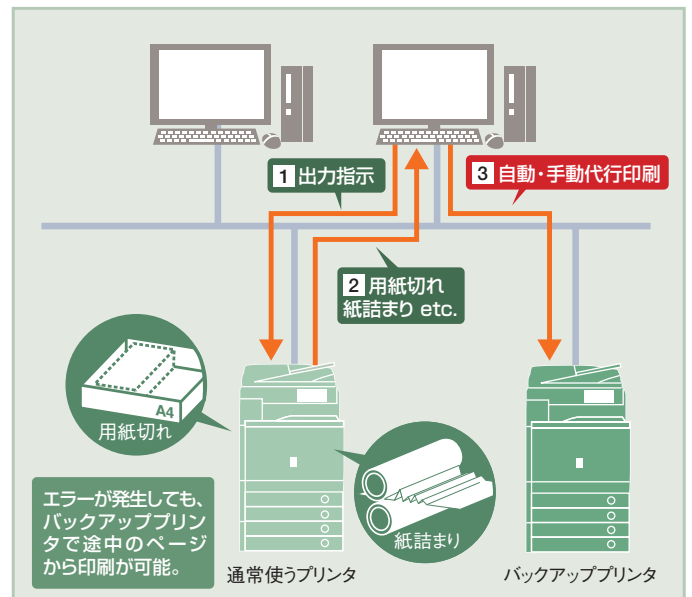 1 出力指示
3 自動・手動代行印刷
2 用紙切れ
紙詰まり etc.
A4
用紙切れ
紙詰まり
エラーが発生しても、
バックアッププリン
タで途中のページ
から印刷が可能。
通常使うプリンタ
バックアッププリンタ